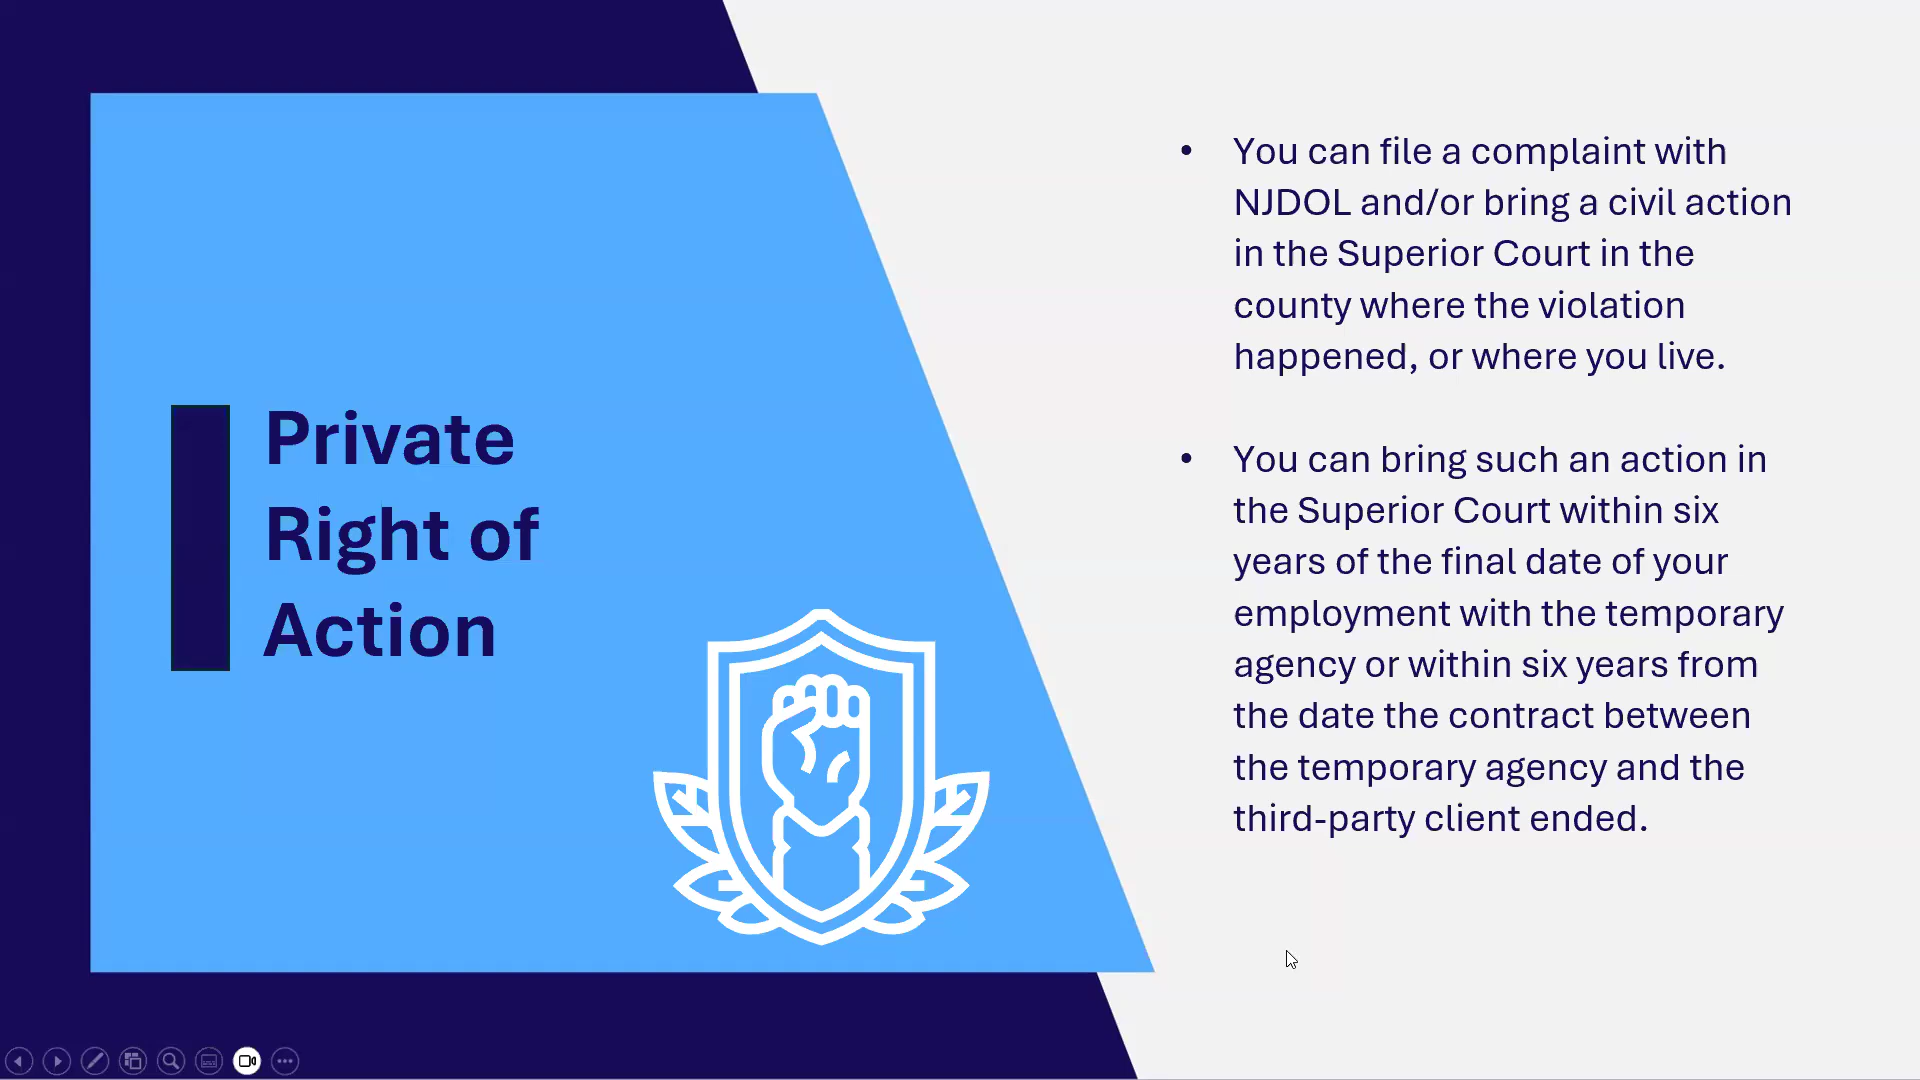 Private
Right of
Action
• You can file a complaint with
NJDOL and/or bring a civil action
in the Superior Court in the
county where the violation
happened, or where you live.
• You can bring such an action in
the Superior Court within six
years of the final date of your
employment with the temporary
agency or within six years from
the date the contract between
the temporary agency and the
third-party client ended.